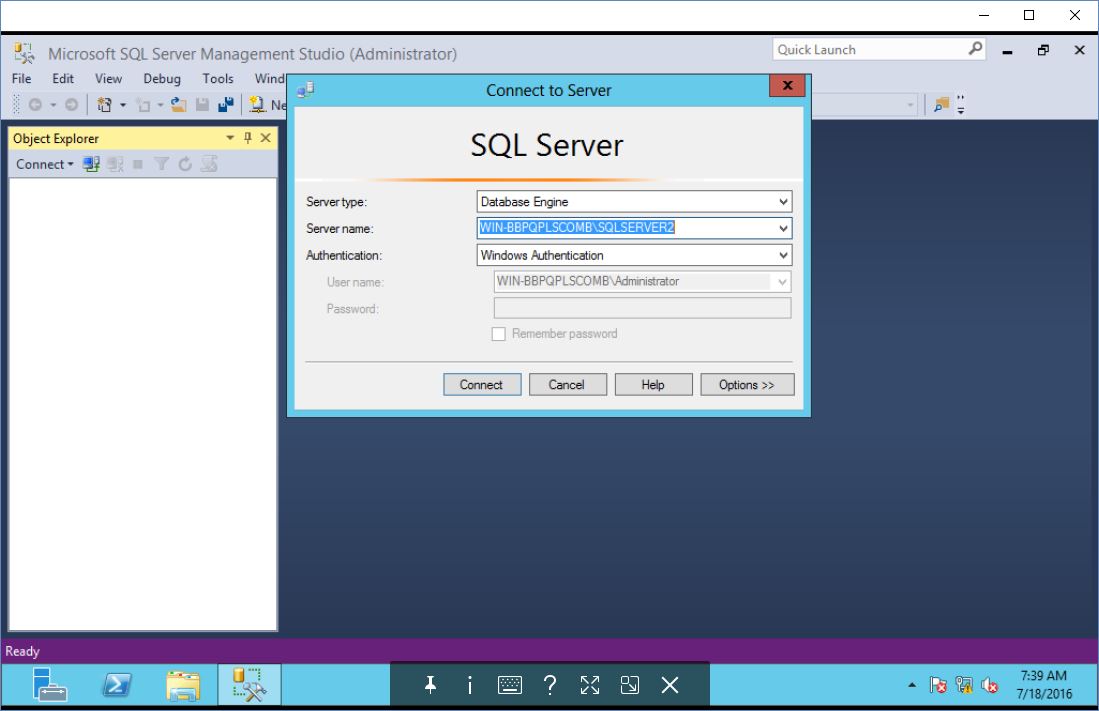 Microsoft SQL Server Management Studio (Administrator)
Quick Launch
File Edit View Debug Tools Wind
Ne
Connect to Server
SQL Server
Object Explorer
Connect
Server type: Database Engine
Server name: WIN-BBPQPLSCOMB\SQLSERVER2
Authentication: Windows Authentication
User name: WIN-BBPQPLSCOMB\Administrator
Password:
Remember password
Connect Cancel Help Options >>
Ready
7:39 AM
7/18/2016